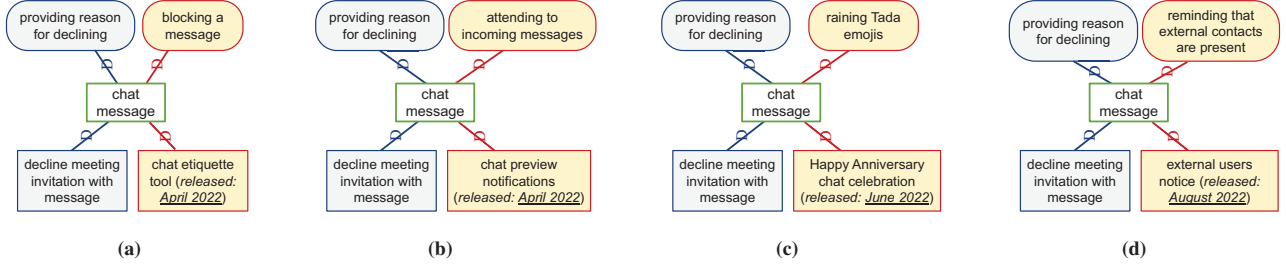 providing reason
for declining
blocking a
message
D
D
chat
message
D
D
decline meeting
invitation with
message
chat etiquette
tool (released:
April 2022)
(a)
providing reason
for declining
attending to
incoming messages
D
D
chat
message
D
D
decline meeting
invitation with
message
chat preview
notifications
(released: April 2022)
(b)
providing reason
for declining
raining Tada
emojis
D
D
chat
message
D
D
decline meeting
invitation with
message
Happy Anniversary
chat celebration
(released: June 2022)
(c)
providing reason
for declining
reminding that
external contacts
are present
D
D
chat
message
D
D
decline meeting
invitation with
message
external users
notice (released:
August 2022)
(d)